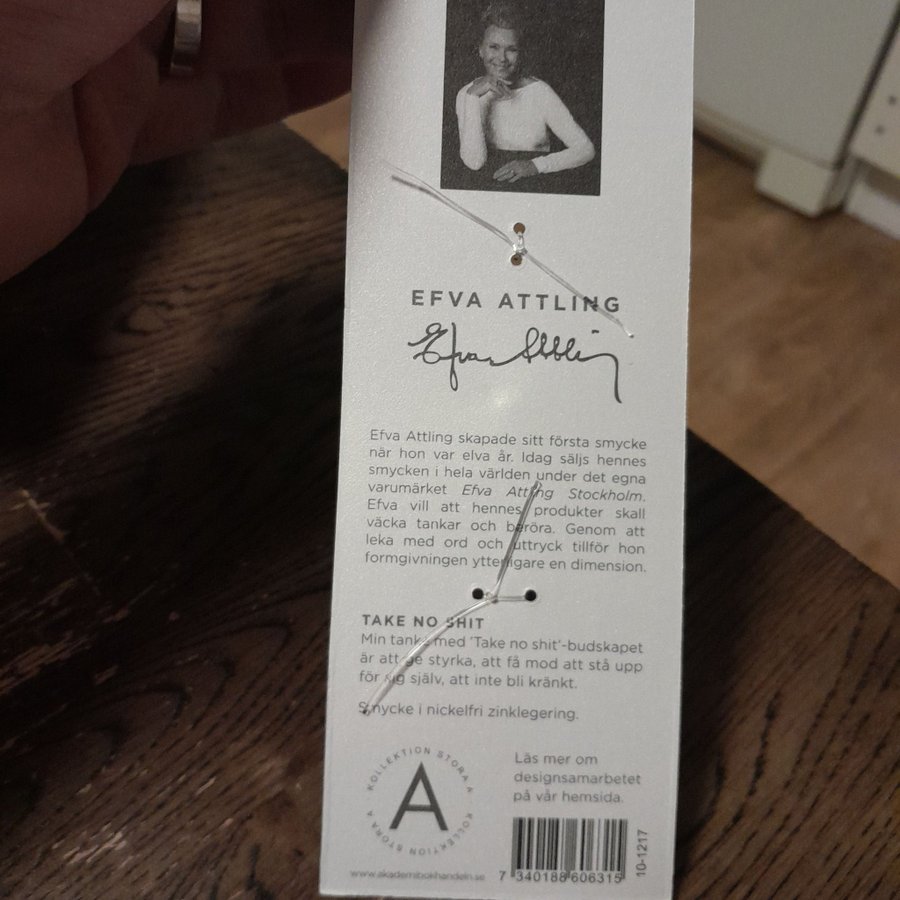 EFVA ATTLING
Efva Attling
Efva Attling skapade sitt första smycke
när hon var elva år. Idag säljs hennes
smycken i hela världen under det egna
varumärket Efva Attling Stockholm.
Efva vill att hennes produkter skall
väcka tankar och beröra. Genom att
leka med ord och uttryck tillför hon
formgivningen ytterligare en dimension.
TAKE NO SHIT
Min tanke med 'Take no shit'-budskapet
är att ge styrka, att få mod att stå upp
för sig själv, att inte bli kränkt.
Smycke i nickelfri zinklegering.
KOLLEKTION STORA A
A
KOLLEKTION STORA A
Läs mer om
designsamarbetet
på vår hemsida.
www.akademibokhandeln.se
7 340188 606315
10-1217